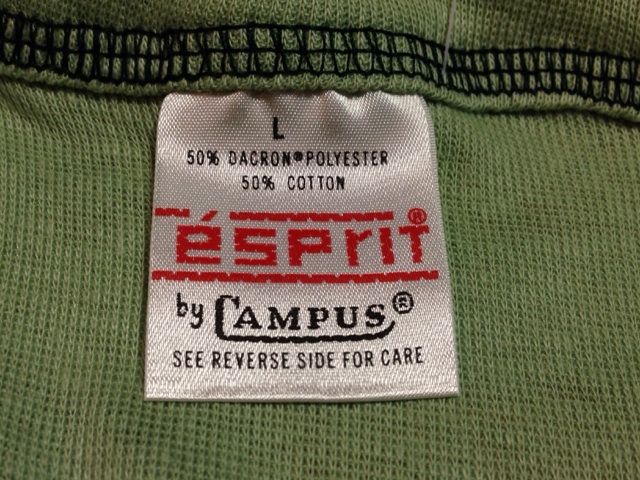 L
50% DACRON® POLYESTER
50% COTTON
ésprit®
by CAMPUS®
SEE REVERSE SIDE FOR CARE